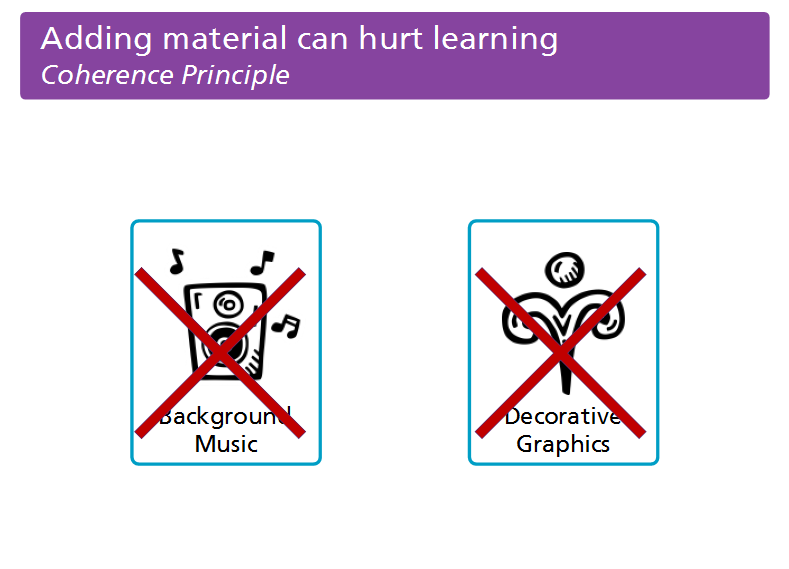 Adding material can hurt learning
Coherence Principle
Background
Music
Decorative
Graphics